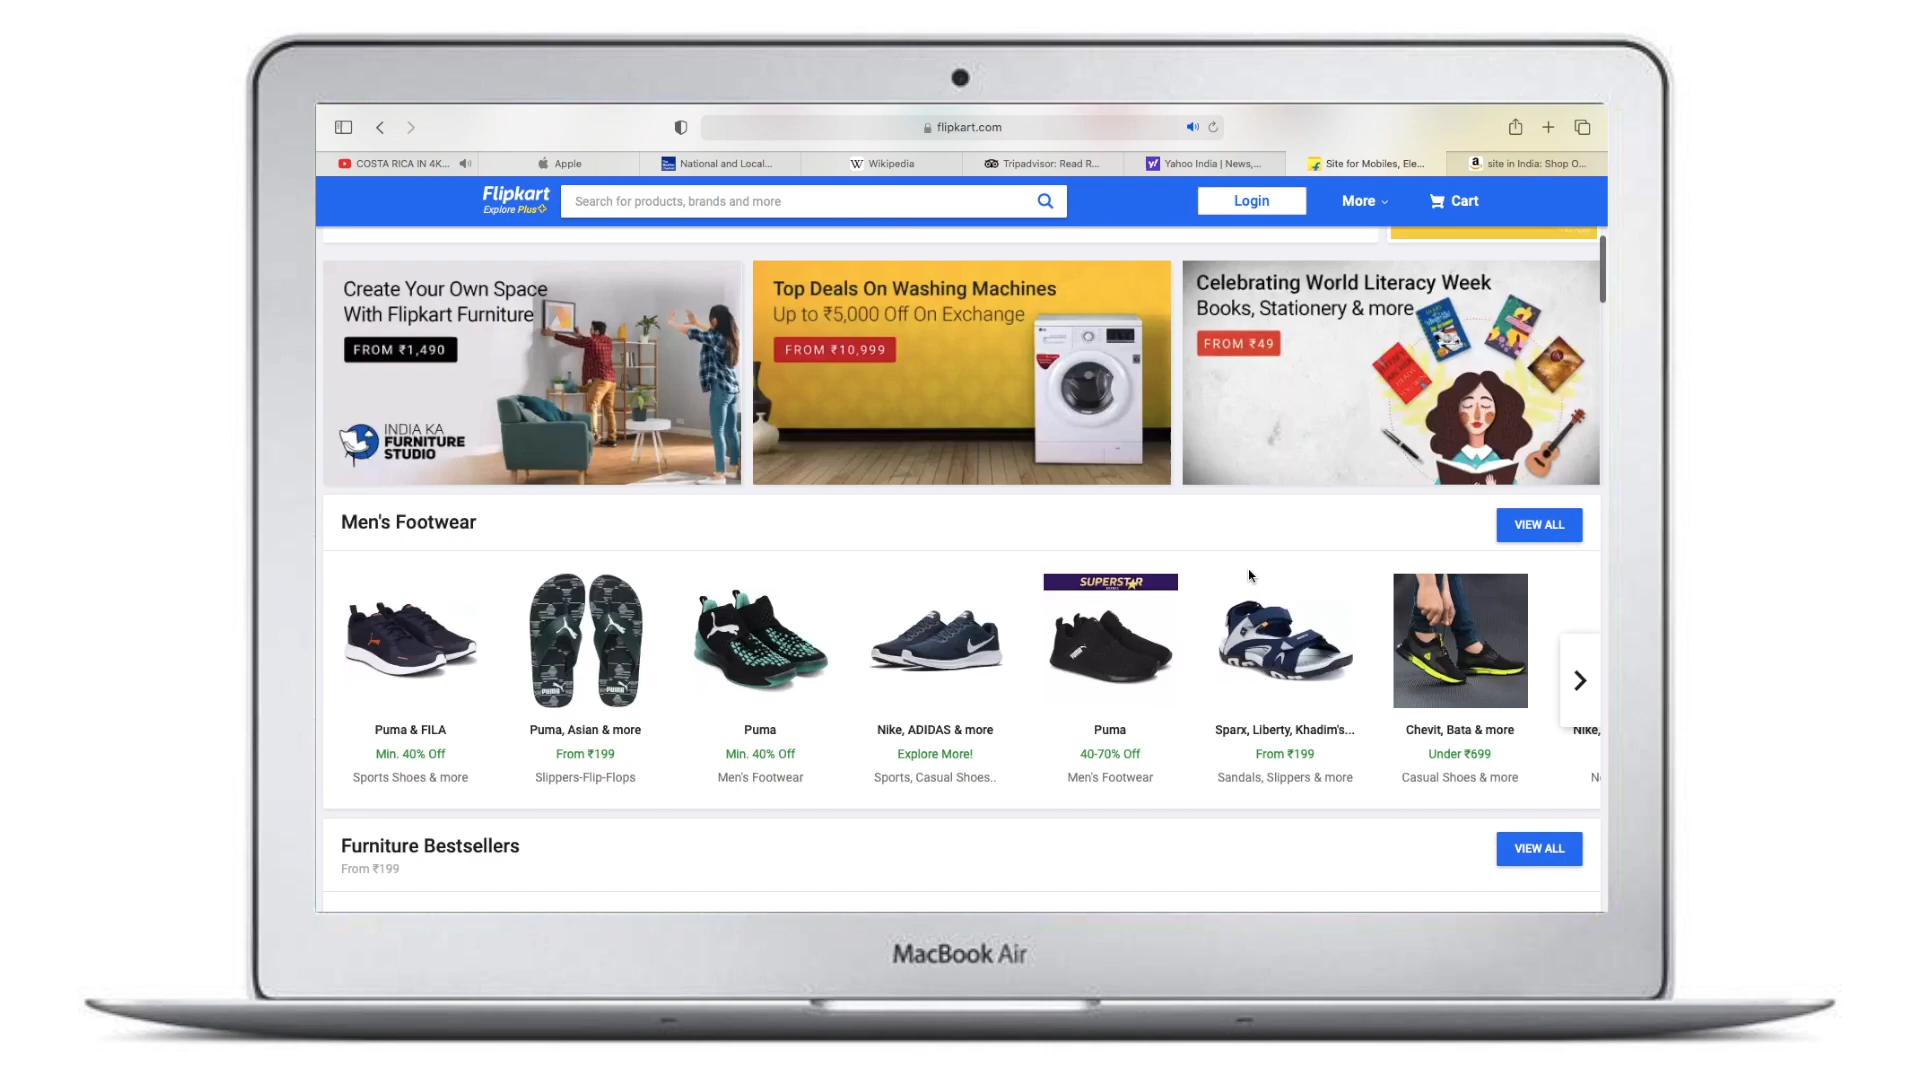 flipkart.com
COSTA RICA IN 4K...
Apple
National and Local...
Wikipedia
Tripadvisor: Read R...
Yahoo India | News,...
Site for Mobiles, Ele...
site in India: Shop O...
Flipkart
Explore Plus
Search for products, brands and more
Login
More
Cart
Create Your Own Space
With Flipkart Furniture
FROM ₹1,490
INDIA KA
FURNITURE
STUDIO
Top Deals On Washing Machines
Up to ₹5,000 Off On Exchange
FROM ₹10,999
Celebrating World Literacy Week
Books, Stationery & more
FROM ₹49
Men's Footwear
VIEW ALL
SUPERSTAR
Puma & FILA
Min. 40% Off
Sports Shoes & more
Puma, Asian & more
From ₹199
Slippers-Flip-Flops
Puma
Min. 40% Off
Men's Footwear
Nike, ADIDAS & more
Explore More!
Sports, Casual Shoes..
Puma
40-70% Off
Men's Footwear
Sparx, Liberty, Khadim's...
From ₹199
Sandals, Slippers & more
Chevit, Bata & more
Under ₹699
Casual Shoes & more
Nike,
Furniture Bestsellers
From ₹199
VIEW ALL
MacBook Air